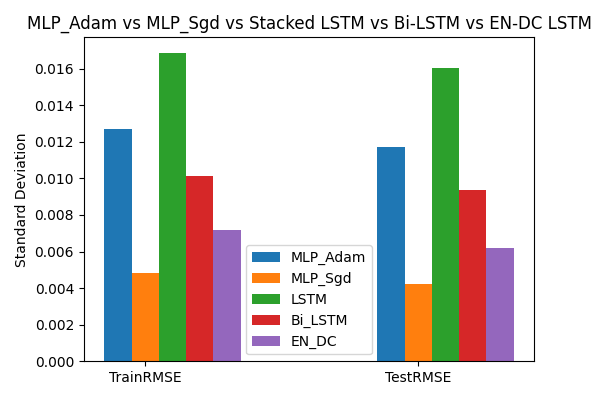 MLP_Adam vs MLP_Sgd vs Stacked LSTM vs Bi-LSTM vs EN-DC LSTM
Standard Deviation
0.016
0.014
0.012
0.010
0.008
0.006
0.004
0.002
0.000
MLP_Adam
MLP_Sgd
LSTM
Bi_LSTM
EN_DC
TrainRMSE
TestRMSE